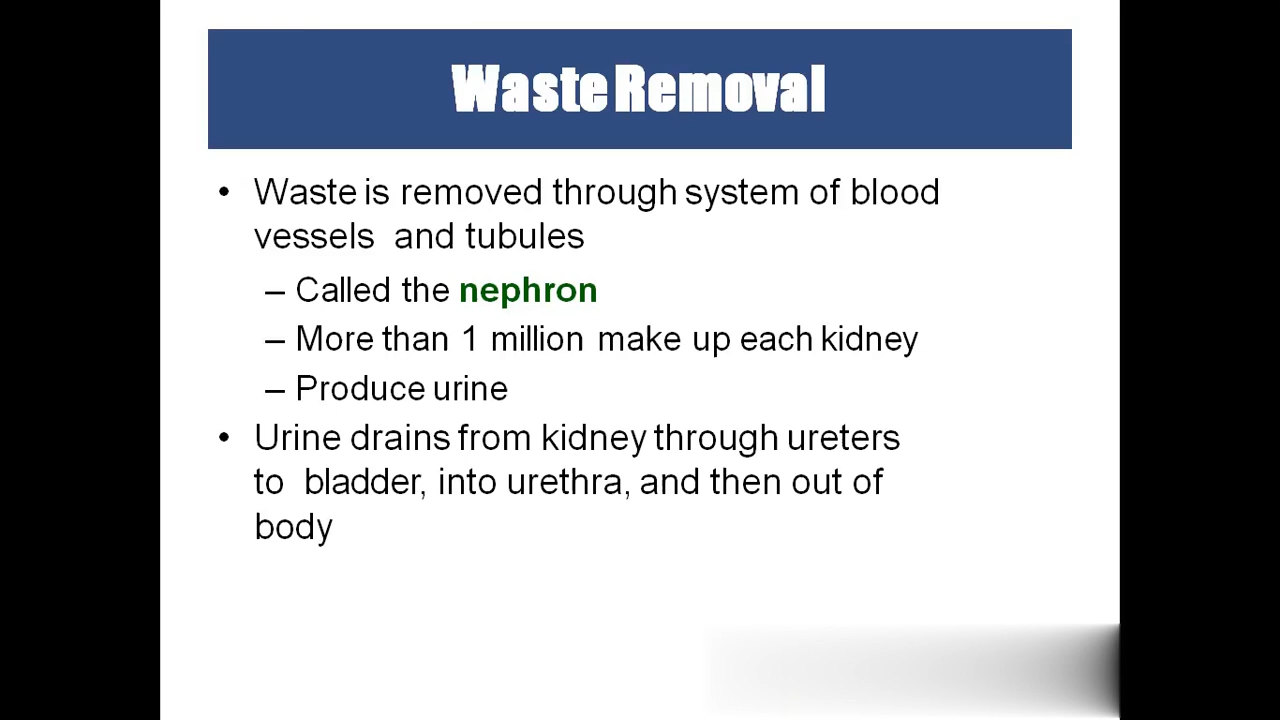 Waste Removal
• Waste is removed through system of blood
vessels and tubules
– Called the nephron
– More than 1 million make up each kidney
– Produce urine
• Urine drains from kidney through ureters
to bladder, into urethra, and then out of
body